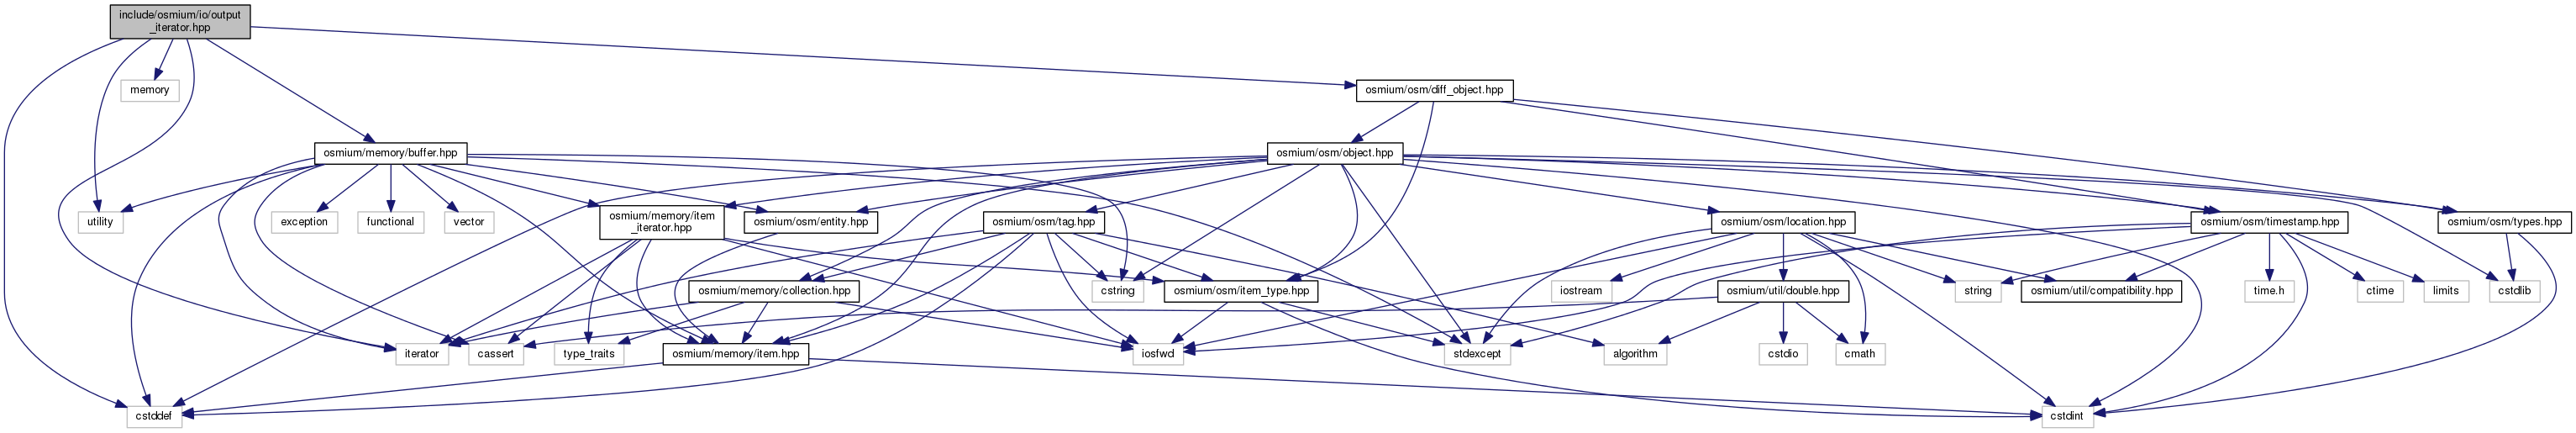 include/osmium/io/output
_iterator.hpp
memory
osmium/osm/diff_object.hpp
osmium/memory/buffer.hpp
osmium/osm/object.hpp
utility
exception
functional
vector
osmium/memory/item
_iterator.hpp
osmium/osm/entity.hpp
osmium/osm/tag.hpp
osmium/osm/location.hpp
osmium/osm/timestamp.hpp
osmium/osm/types.hpp
osmium/memory/collection.hpp
cstring
osmium/osm/item_type.hpp
iostream
osmium/util/double.hpp
string
osmium/util/compatibility.hpp
time.h
ctime
limits
cstdlib
iterator
cassert
type_traits
osmium/memory/item.hpp
iosfwd
stdexcept
algorithm
cstdio
cmath
cstddef
cstdint